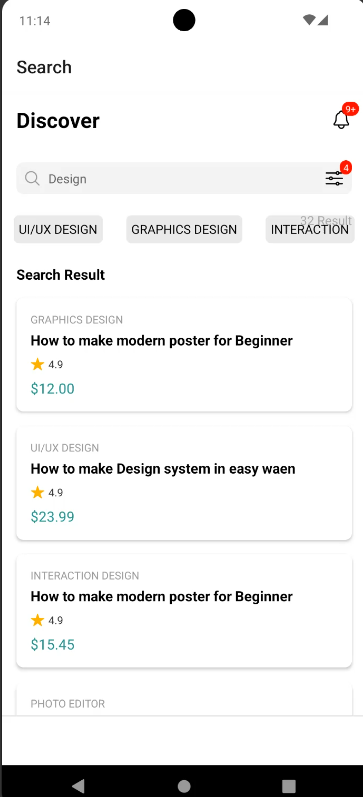 11:14
Search
Discover
9+
Design
4
32 Result
UI/UX DESIGN
GRAPHICS DESIGN
INTERACTION
Search Result
GRAPHICS DESIGN
How to make modern poster for Beginner
4.9
$12.00
UI/UX DESIGN
How to make Design system in easy waen
4.9
$23.99
INTERACTION DESIGN
How to make modern poster for Beginner
4.9
$15.45
PHOTO EDITOR